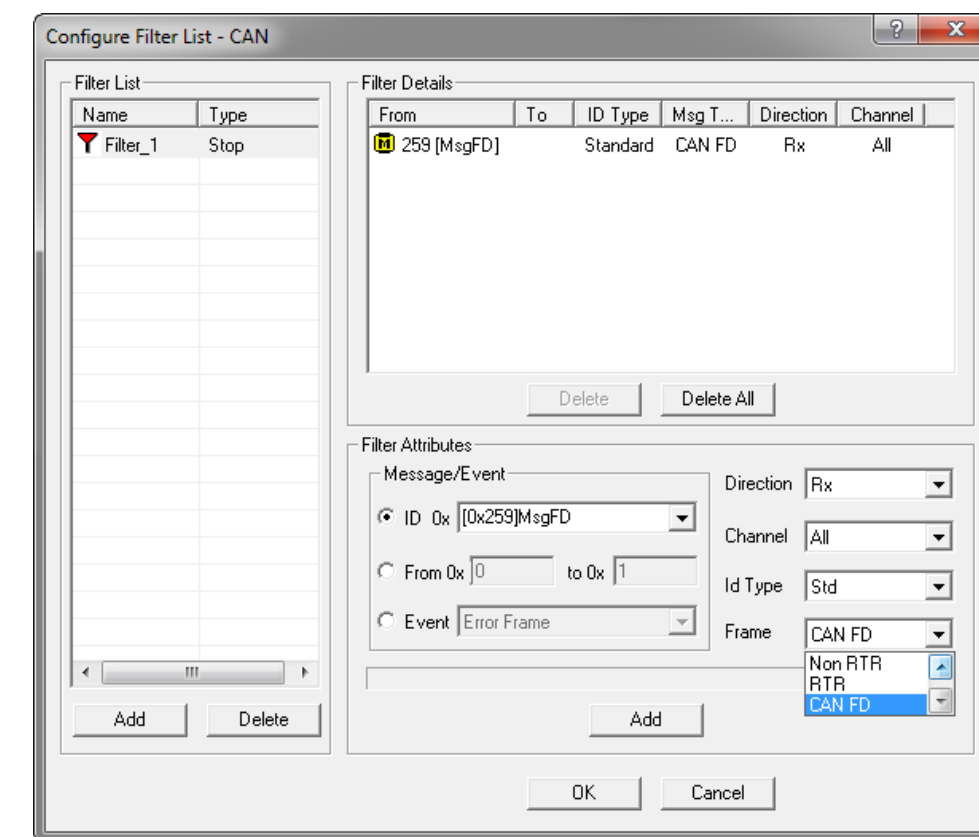 Configure Filter List - CAN
?
x
Filter List
Name Type
Filter_1 Stop
Add Delete
Filter Details
From To ID Type Msg T... Direction Channel
M 259 [MsgFD] Standard CAN FD Rx All
Delete Delete All
Filter Attributes
Message/Event
ID 0x [0x259]MsgFD
From 0x 0 to 0x 1
Event Error Frame
Direction Rx
Channel All
Id Type Std
Frame CAN FD
Non RTR
RTR
CAN FD
Add
OK Cancel